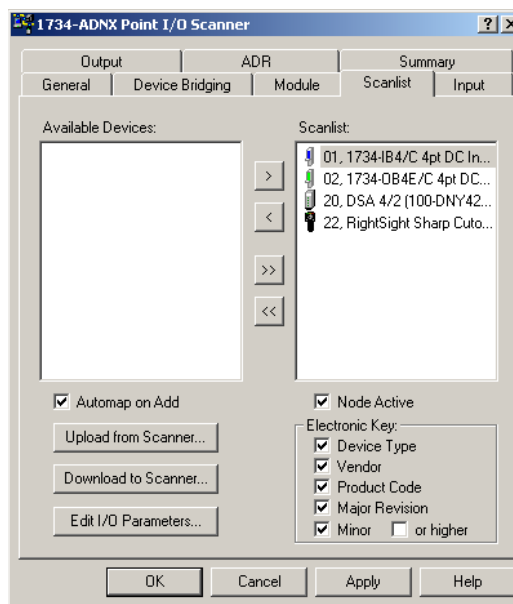 1734-ADNX Point I/O Scanner
Output ADR Summary
General Device Bridging Module Scanlist Input
Available Devices: Scanlist:
01, 1734-IB4/C 4pt DC In...
02, 1734-OB4E/C 4pt DC...
20, DSA 4/2 (100-DNY42...
22, RightSight Sharp Cuto...
>
<
>>
<<
Automap on Add
Node Active
Upload from Scanner...
Download to Scanner...
Edit I/O Parameters...
Electronic Key:
Device Type
Vendor
Product Code
Major Revision
Minor or higher
OK Cancel Apply Help